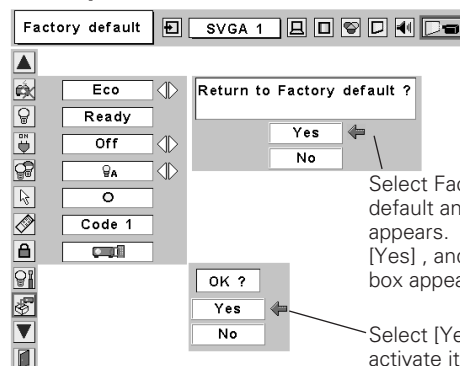 Factory default SVGA 1
Eco
Ready
ON
Off
A
Code 1
Return to Factory default ?
Yes
No
Select Fac
default an
appears.
[Yes] , and
box appea
OK ?
Yes
No
Select [Ye
activate it